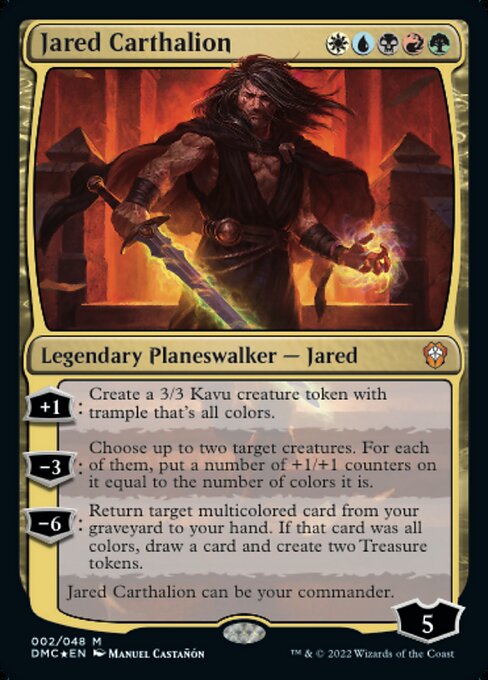 Jared Carthalion
Legendary Planeswalker — Jared
+1: Create a 3/3 Kavu creature token with
trample that's all colors.
−3: Choose up to two target creatures. For each
of them, put a number of +1/+1 counters on
it equal to the number of colors it is.
−6: Return target multicolored card from your
graveyard to your hand. If that card was all
colors, draw a card and create two Treasure
tokens.
Jared Carthalion can be your commander.
5
002/048 M
DMC★EN Manuel Castañón
™ & © 2022 Wizards of the Coast